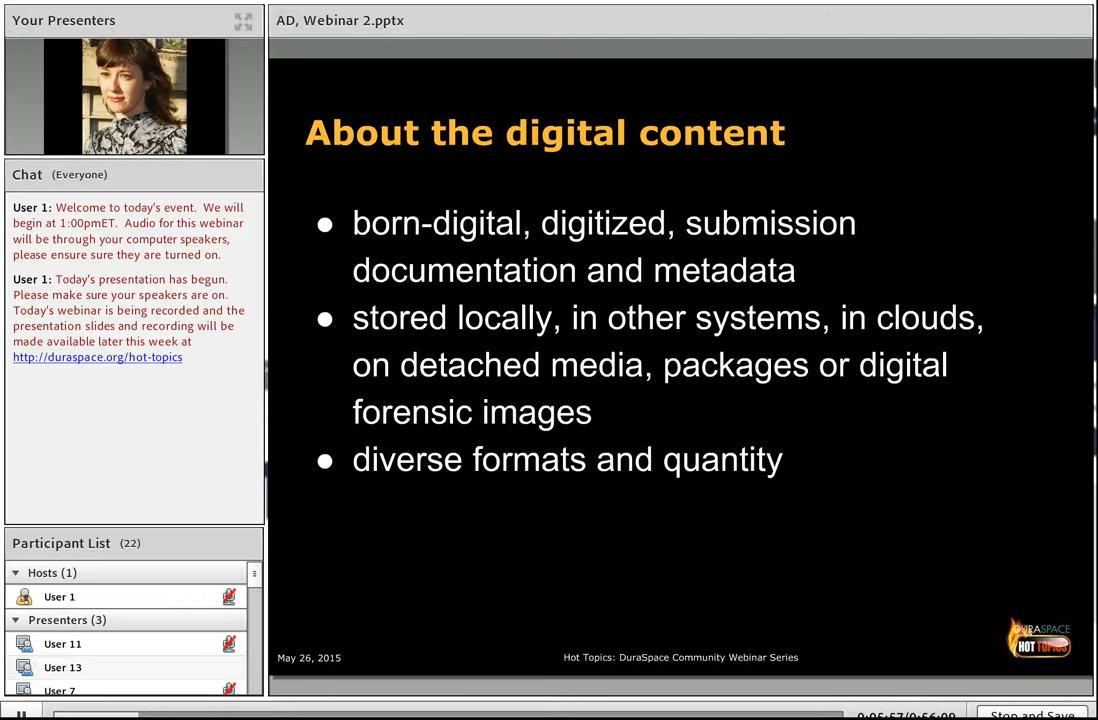 Your Presenters
AD, Webinar 2.pptx
Chat (Everyone)
User 1: Welcome to today's event. We will
begin at 1:00pmET. Audio for this webinar
will be through your computer speakers,
please ensure sure they are turned on.
User 1: Today's presentation has begun.
Please make sure your speakers are on.
Today's webinar is being recorded and the
presentation slides and recording will be
made available later this week at
http://duraspace.org/hot-topics
Participant List (22)
Hosts (1)
User 1
Presenters (3)
User 11
User 13
User 7
About the digital content
● born-digital, digitized, submission
documentation and metadata
● stored locally, in other systems, in clouds,
on detached media, packages or digital
forensic images
● diverse formats and quantity
May 26, 2015
Hot Topics: DuraSpace Community Webinar Series
DURASPACE
HOT TOPICS
0:05:57/0:56:09
Stop and Save